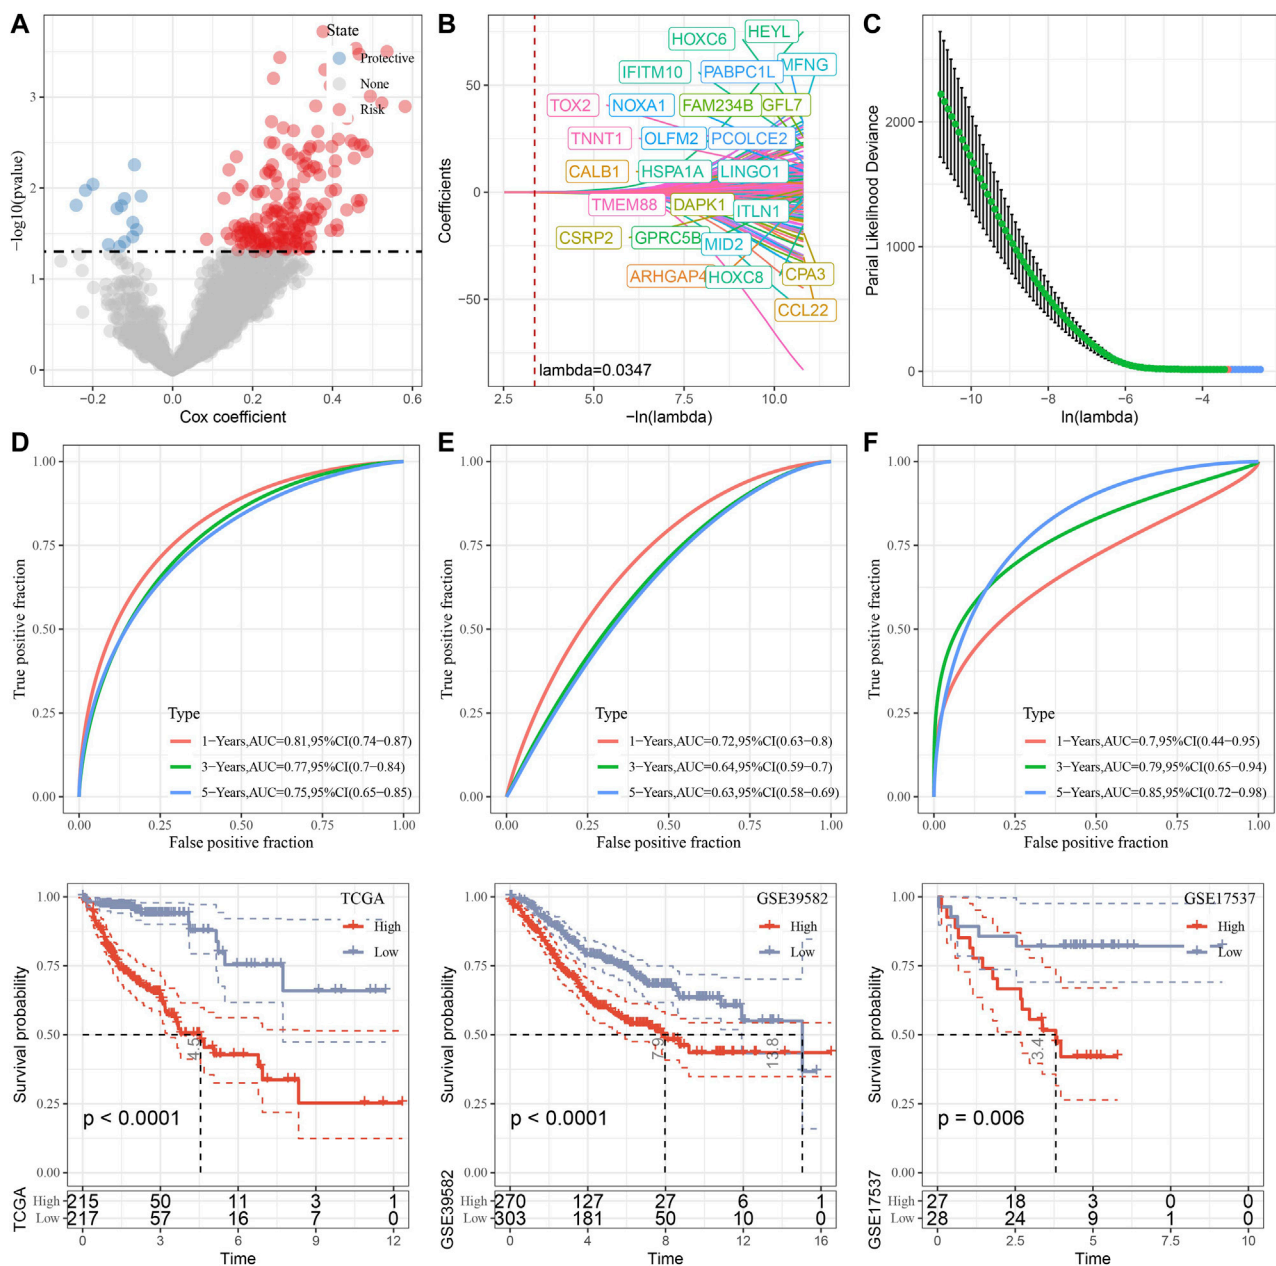 A
State
Protective
None
Risk
−log10(pvalue)
3
2
1
0
−0.2
0.0
0.2
0.4
0.6
Cox coefficient
B
HOXC6
HEYL
IFITM10
PABPC1L
MFNG
TOX2
NOXA1
FAM234B
GFL7
TNNT1
OLFM2
PCOLCE2
CALB1
HSPA1A
LINGO1
TMEM88
DAPK1
ITLN1
CSRP2
GPRC5B
MID2
ARHGAP4
HOXC8
CPA3
CCL22
Coefficients
50
0
−50
lambda=0.0347
2.5
5.0
7.5
10.0
−ln(lambda)
C
Parial Likelihood Deviance
2000
1000
0
−10
−8
−6
−4
ln(lambda)
D
True positive fraction
1.00
0.75
0.50
0.25
0.00
Type
1−Years,AUC=0.81,95%CI(0.74−0.87)
3−Years,AUC=0.77,95%CI(0.7−0.84)
5−Years,AUC=0.75,95%CI(0.65−0.85)
0.00
0.25
0.50
0.75
1.00
False positive fraction
E
True positive fraction
1.00
0.75
0.50
0.25
0.00
Type
1−Years,AUC=0.72,95%CI(0.63−0.8)
3−Years,AUC=0.64,95%CI(0.59−0.7)
5−Years,AUC=0.63,95%CI(0.58−0.69)
0.00
0.25
0.50
0.75
1.00
False positive fraction
F
True positive fraction
1.00
0.75
0.50
0.25
0.00
Type
1−Years,AUC=0.7,95%CI(0.44−0.95)
3−Years,AUC=0.79,95%CI(0.65−0.94)
5−Years,AUC=0.85,95%CI(0.72−0.98)
0.00
0.25
0.50
0.75
1.00
False positive fraction
TCGA
High
Low
Survival probability
1.00
0.75
0.50
0.25
0.00
4.5
p < 0.0001
TCGA
High 215 50 11 3 1
Low 217 57 16 7 0
0 3 6 9 12
Time
GSE39582
High
Low
Survival probability
1.00
0.75
0.50
0.25
0.00
7.9
13.8
p < 0.0001
GSE39582
High 270 127 27 6 1
Low 303 181 50 10 0
0 4 8 12 16
Time
GSE17537
High
Low
Survival probability
1.00
0.75
0.50
0.25
0.00
3.4
p = 0.006
GSE17537
High 27 18 3 0 0
Low 28 24 9 1 0
0 2.5 5.0 7.5 10
Time